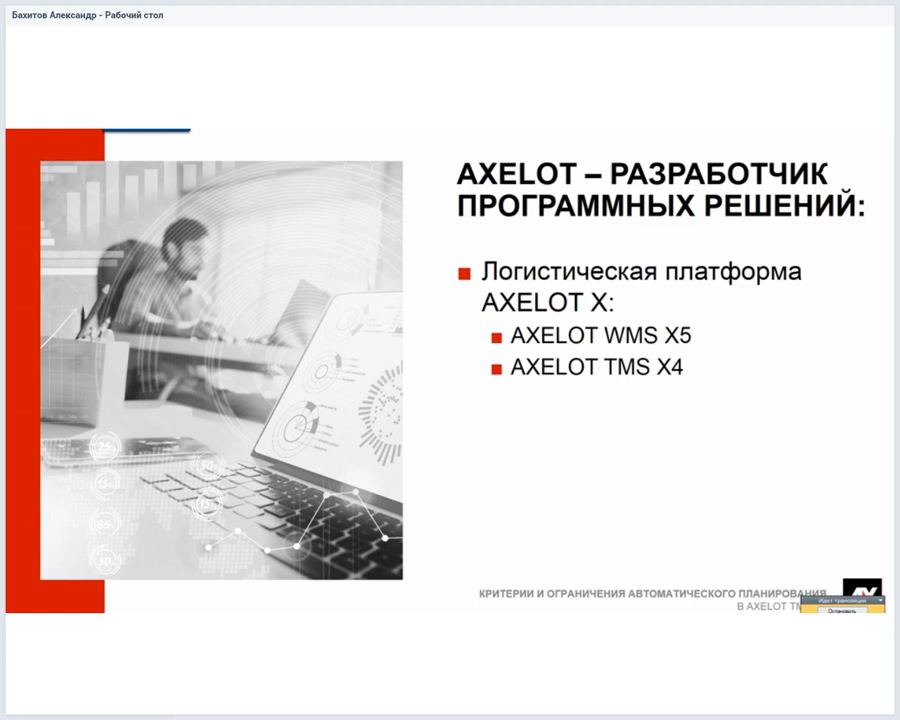 Бахитов Александр - Рабочий стол
AXELOT – РАЗРАБОТЧИК
ПРОГРАММНЫХ РЕШЕНИЙ:
Логистическая платформа
AXELOT X:
AXELOT WMS X5
AXELOT TMS X4
КРИТЕРИИ И ОГРАНИЧЕНИЯ АВТОМАТИЧЕСКОГО ПЛАНИРОВАНИЯ
В AXELOT
Идет трансляция
Остановить